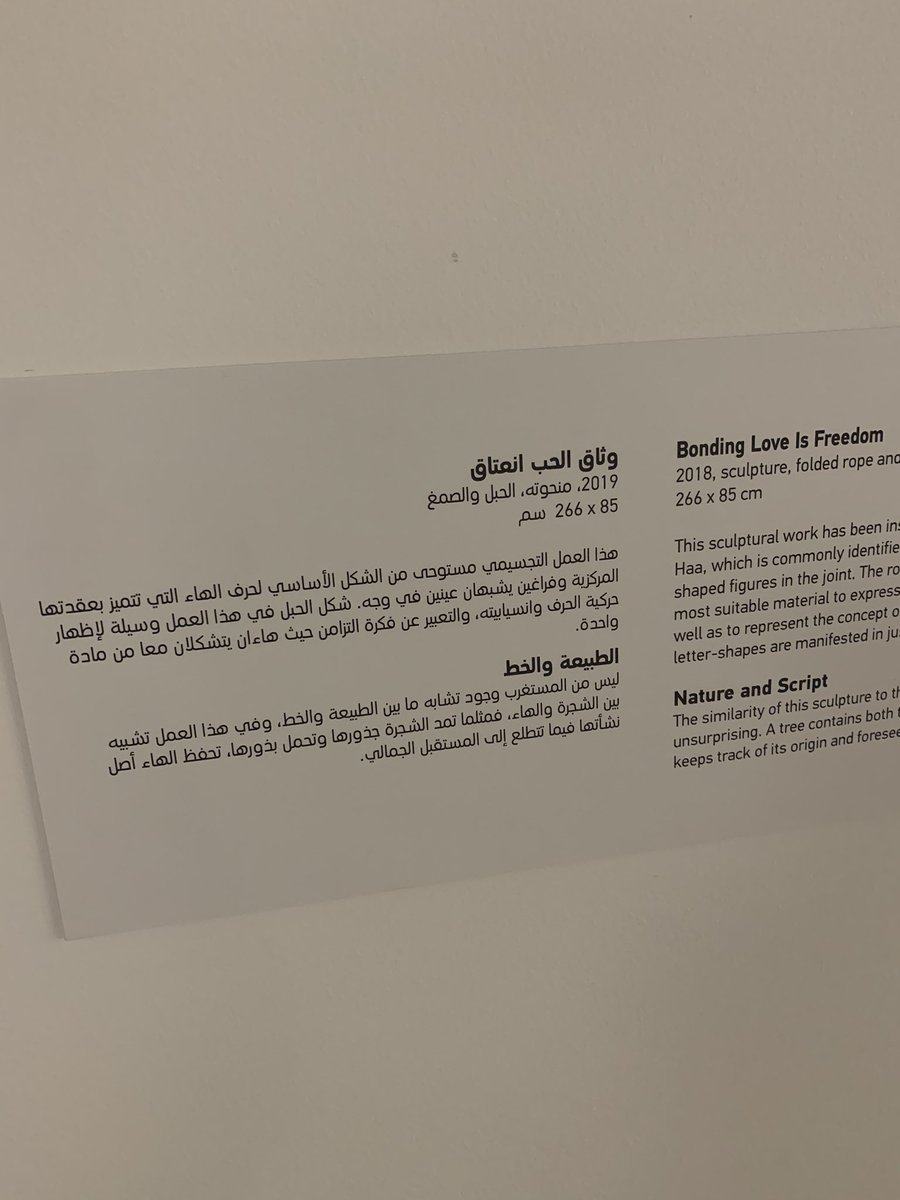 وثاق الحب انعتاق
2019، منحوته، الحبل والصمغ
266 x 85 سم
هذا العمل التجسيمي مستوحى من الشكل الأساسي لحرف الهاء التي تتميز بعقدتها
المركزية وفراغين يشبهان عينين في وجه. شكل الحبل في هذا العمل وسيلة لإظهار
حركية الحرف وانسيابيته، والتعبير عن فكرة التزامن حيث هاءان يتشكلان معا من مادة
واحدة.
الطبيعة والخط
ليس من المستغرب وجود تشابه ما بين الطبيعة والخط، وفي هذا العمل تشبيه
بين الشجرة والهاء، فمثلما تمد الشجرة جذورها وتحمل بذورها، تحفظ الهاء أصل
نشأتها فيما تتطلع إلى المستقبل الجمالي.
Bonding Love Is Freedom
2018, sculpture, folded rope and
266 x 85 cm
This sculptural work has been
Haa, which is commonly
shaped figures in the joint. The
most suitable material to express
well as to represent the concept
letter-shapes are manifested in
Nature and Script
The similarity of this sculpture to
unsurprising. A tree contains both
keeps track of its origin and